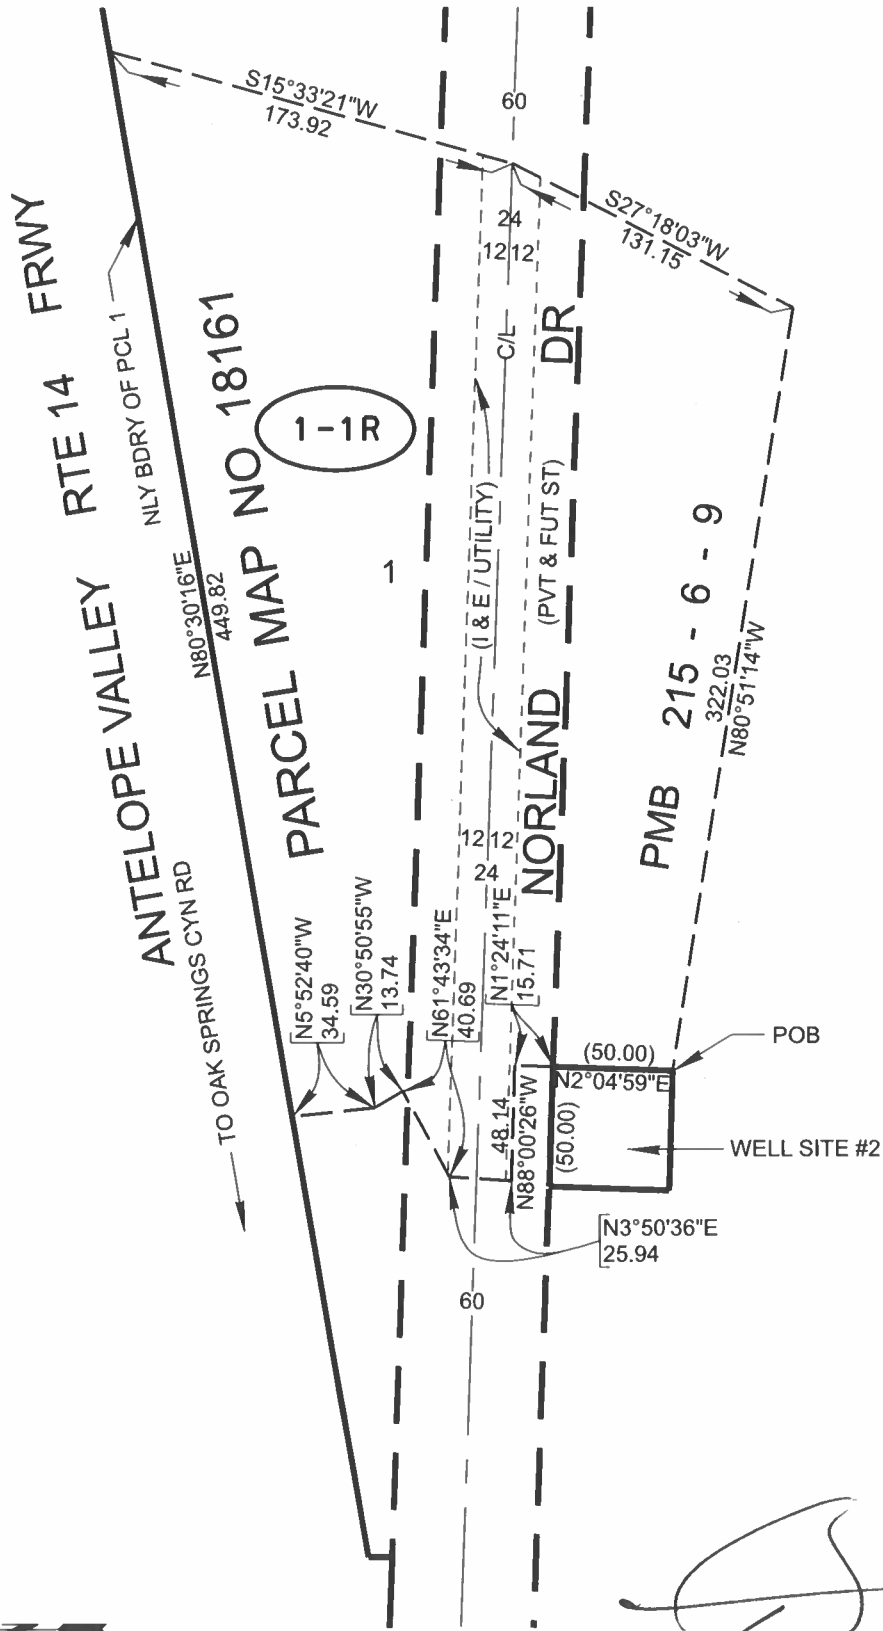 S15°33'21"W
173.92
60
S27°18'03"W
131.15
24
12 12
C/L
ANTELOPE VALLEY RTE 14 FRWY
NLY BDRY OF PCL 1
N80°30'16"E
449.82
PARCEL MAP NO 18161
1-1R
1
(I & E / UTILITY)
NORLAND DR
(PVT & FUT ST)
PMB 215 - 6 - 9
322.03
N80°51'14"W
12 12
24
TO OAK SPRINGS CYN RD
N5°52'40"W
34.59
N30°50'55"W
13.74
N61°43'34"E
40.69
N1°24'11"E
15.71
POB
(50.00)
N2°04'59"E
48.14
N88°00'26"W
(50.00)
WELL SITE #2
N3°50'36"E
25.94
60